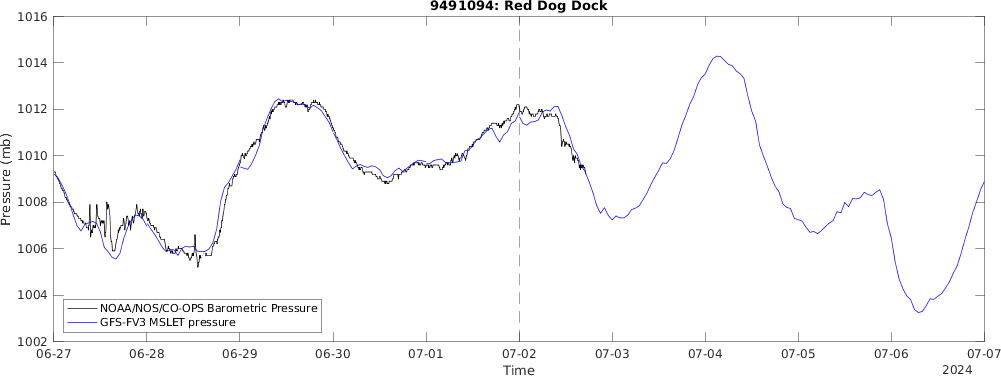 9491094: Red Dog Dock
Pressure (mb)
1016
1014
1012
1010
1008
1006
1004
1002
NOAA/NOS/CO-OPS Barometric Pressure
GFS-FV3 MSLET pressure
06-27 06-28 06-29 06-30 07-01 07-02 07-03 07-04 07-05 07-06 07-07
Time
2024